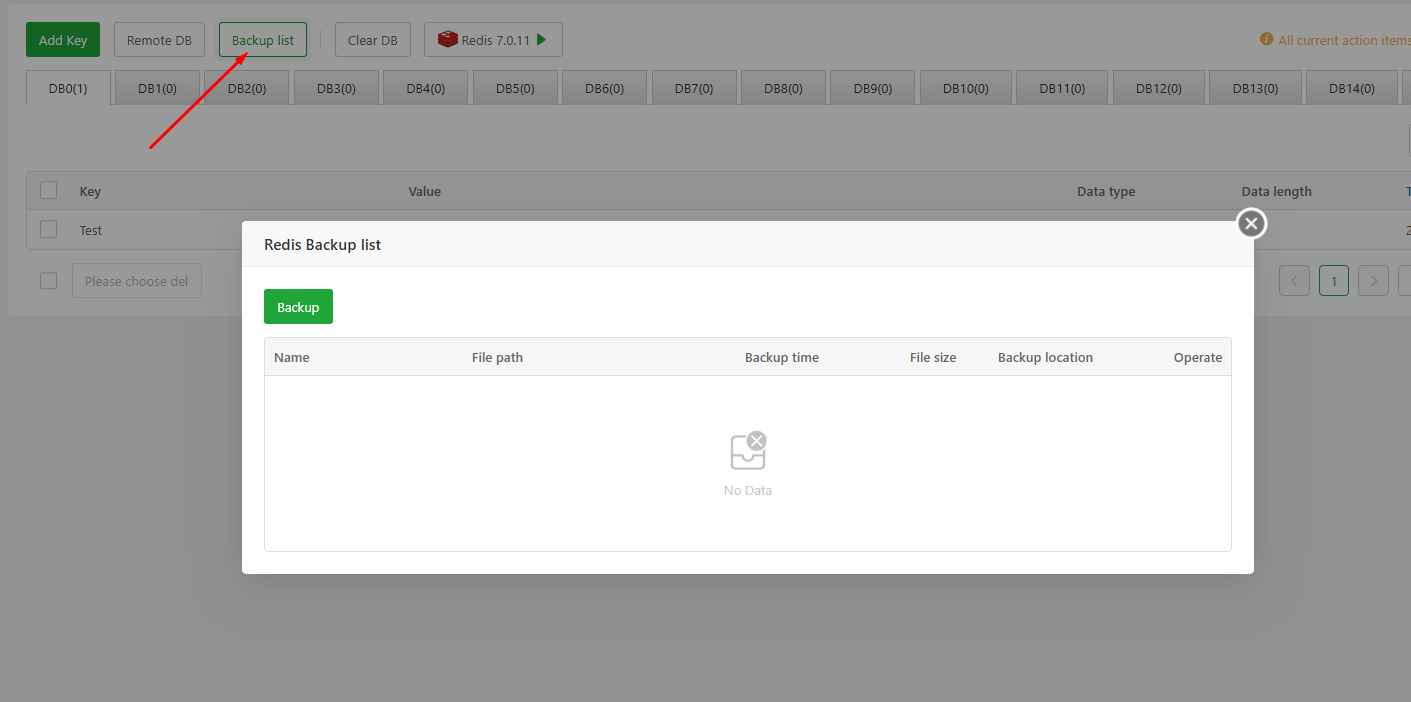 Add Key Remote DB Backup list Clear DB Redis 7.0.11 All current action items
DB0(1) DB1(0) DB2(0) DB3(0) DB4(0) DB5(0) DB6(0) DB7(0) DB8(0) DB9(0) DB10(0) DB11(0) DB12(0) DB13(0) DB14(0)
Key Value Data type Data length T
Test 2
Please choose del 1
Redis Backup list
Backup
Name File path Backup time File size Backup location Operate
No Data